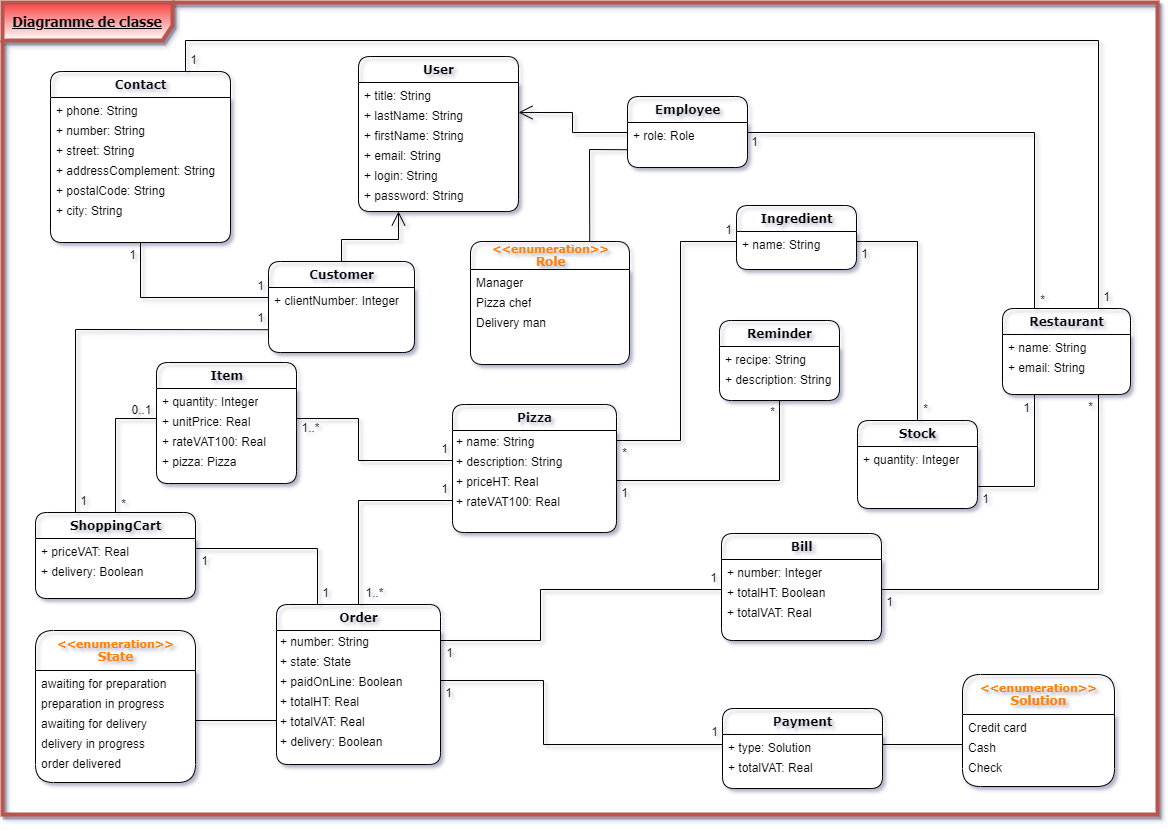 Diagramme de classe
1
Contact
+ phone: String
+ number: String
+ street: String
+ addressComplement: String
+ postalCode: String
+ city: String
1
User
+ title: String
+ lastName: String
+ firstName: String
+ email: String
+ login: String
+ password: String
Employee
+ role: Role
1
<<enumeration>>
Role
Manager
Pizza chef
Delivery man
Ingredient
+ name: String
1
1
Customer
+ clientNumber: Integer
1
1
Reminder
+ recipe: String
+ description: String
*
Restaurant
+ name: String
+ email: String
*
1
1
*
Item
+ quantity: Integer
+ unitPrice: Real
+ rateVAT100: Real
+ pizza: Pizza
0..1
1..*
Pizza
+ name: String
+ description: String
+ priceHT: Real
+ rateVAT100: Real
1
1
*
1
Stock
+ quantity: Integer
*
1
ShoppingCart
+ priceVAT: Real
+ delivery: Boolean
1
*
1
Bill
+ number: Integer
+ totalHT: Boolean
+ totalVAT: Real
1
1
Order
+ number: String
+ state: State
+ paidOnLine: Boolean
+ totalHT: Real
+ totalVAT: Real
+ delivery: Boolean
1
1..*
1
1
<<enumeration>>
State
awaiting for preparation
preparation in progress
awaiting for delivery
delivery in progress
order delivered
Payment
+ type: Solution
+ totalVAT: Real
1
<<enumeration>>
Solution
Credit card
Cash
Check